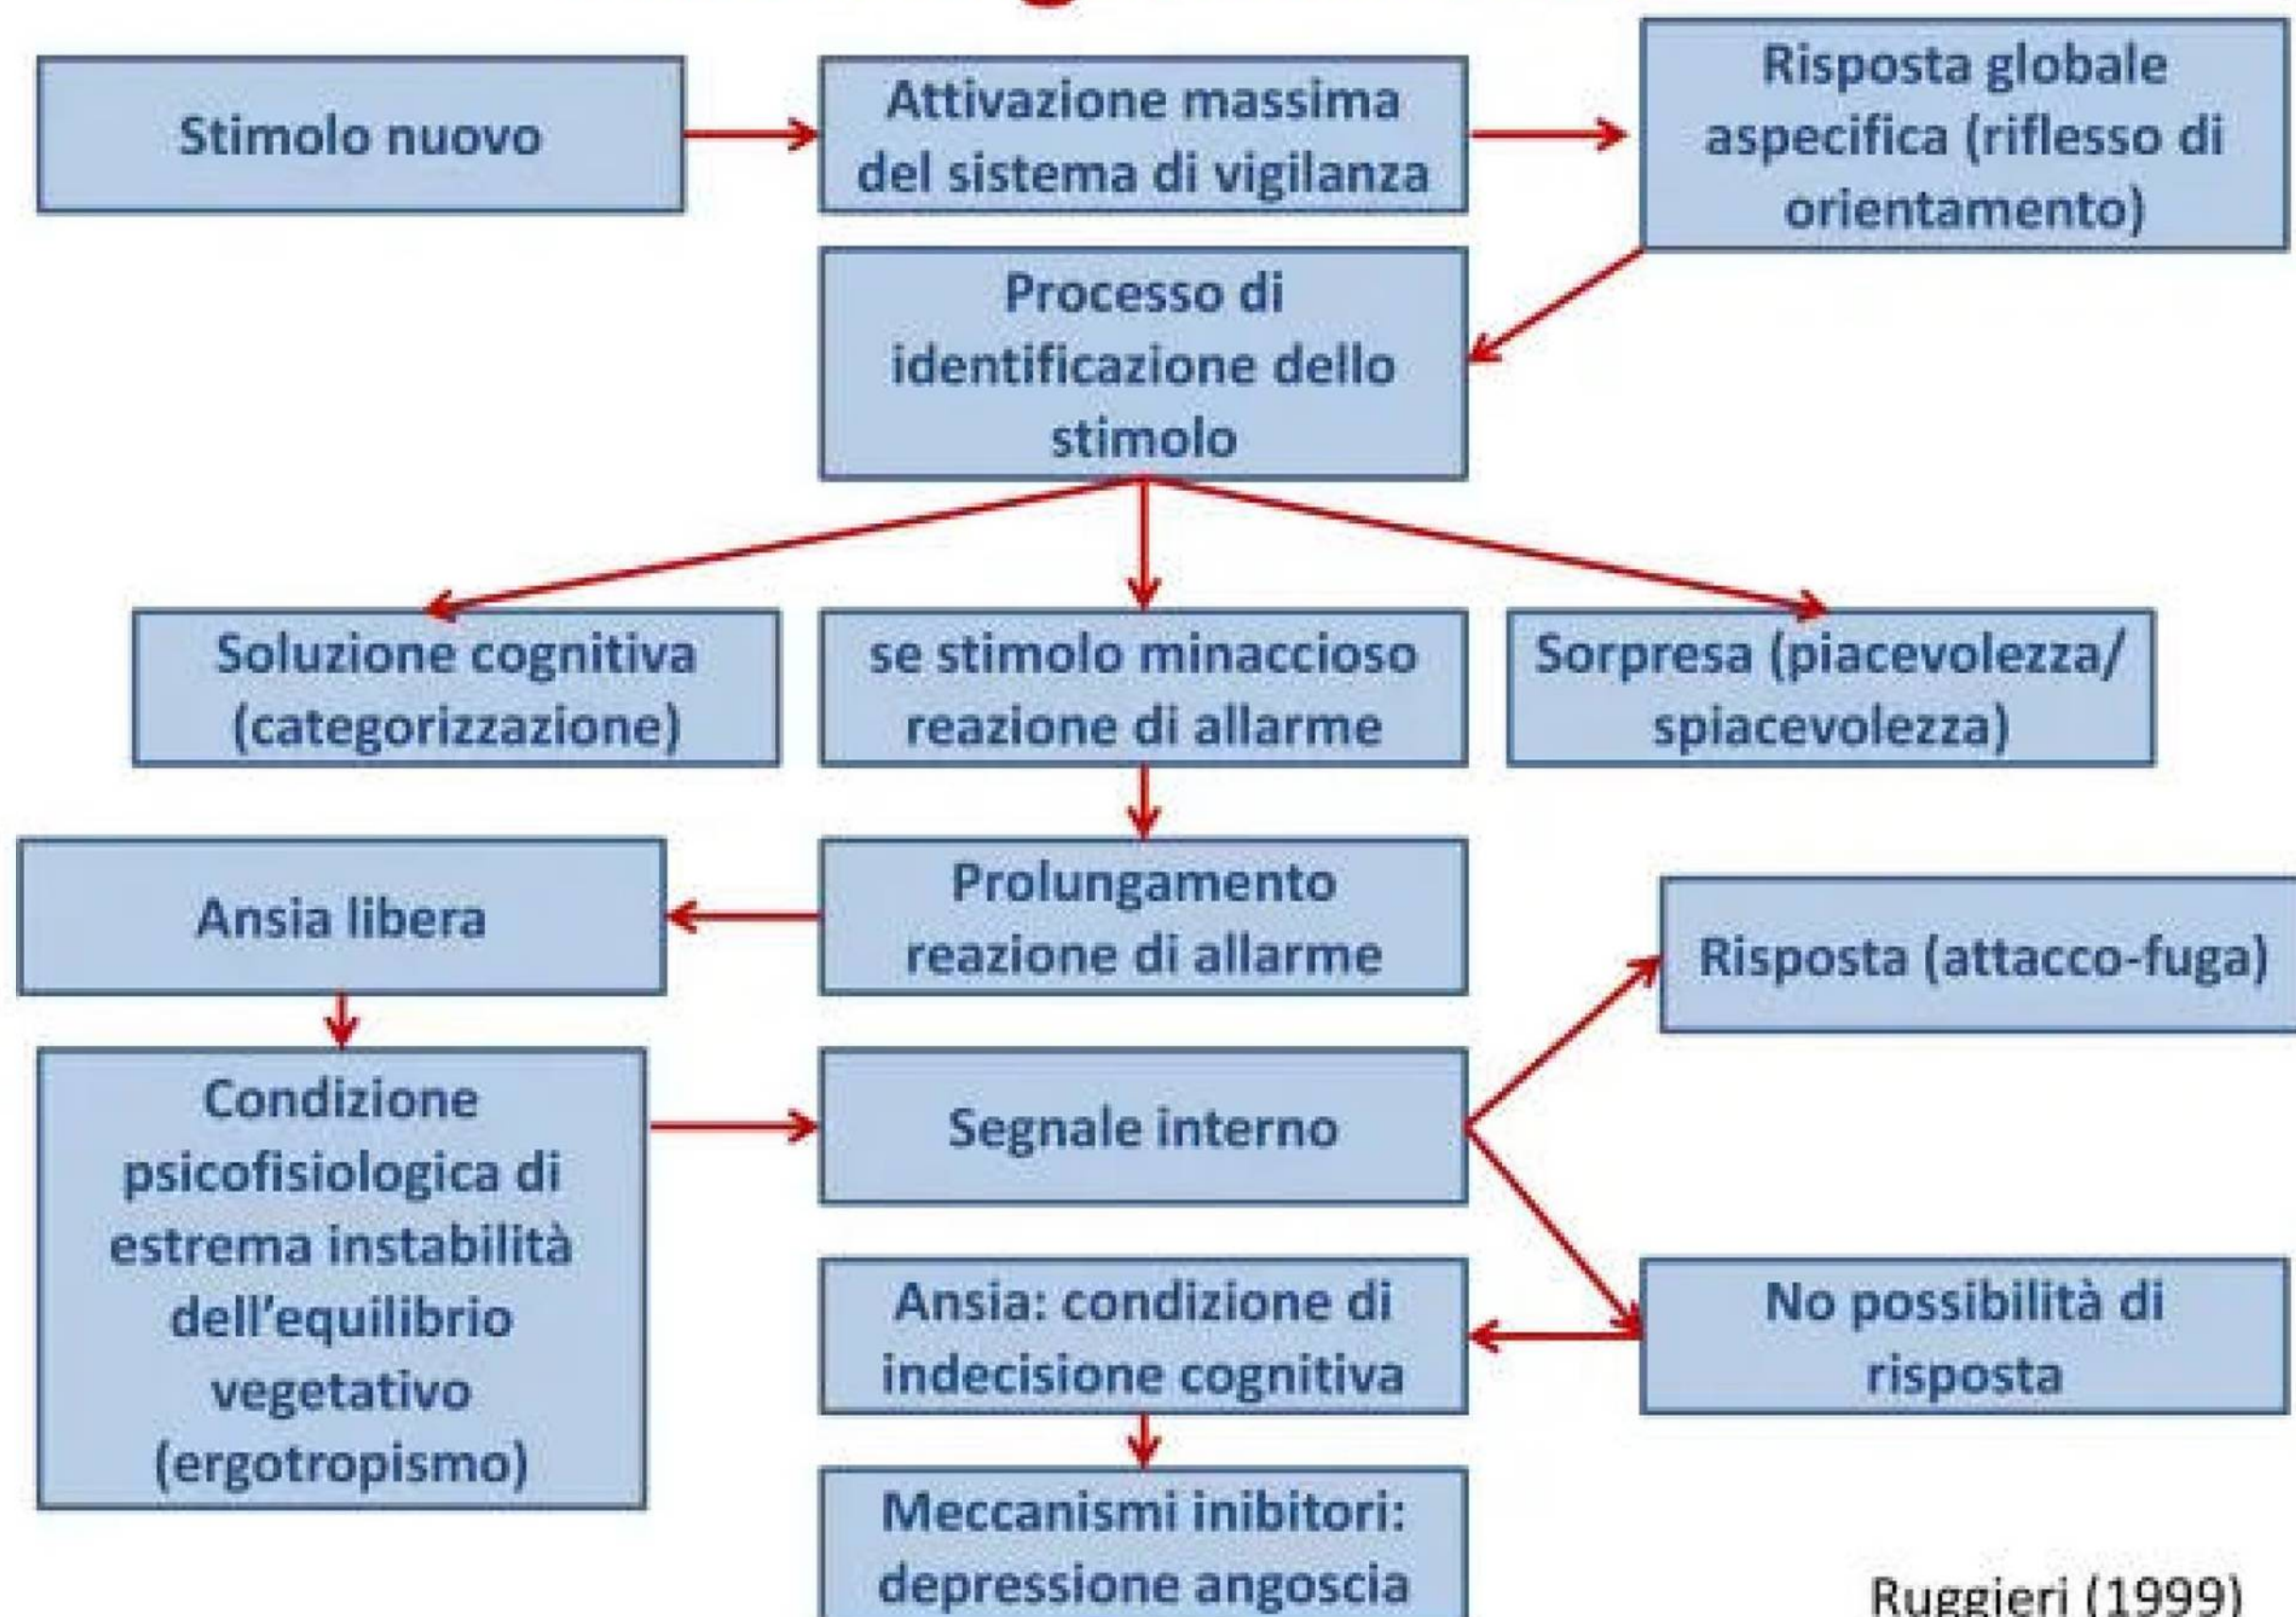 Stimolo nuovo
Attivazione massima
del sistema di vigilanza
Risposta globale
aspecifica (riflesso di
orientamento)
Processo di
identificazione dello
stimolo
Soluzione cognitiva
(categorizzazione)
se stimolo minaccioso
reazione di allarme
Sorpresa (piacevolezza/
spiacevolezza)
Ansia libera
Prolungamento
reazione di allarme
Risposta (attacco-fuga)
Condizione
psicofisiologica di
estrema instabilità
dell'equilibrio
vegetativo
(ergotropismo)
Segnale interno
Ansia: condizione di
indecisione cognitiva
No possibilità di
risposta
Meccanismi inibitori:
depressione angoscia
Ruggieri (1999)